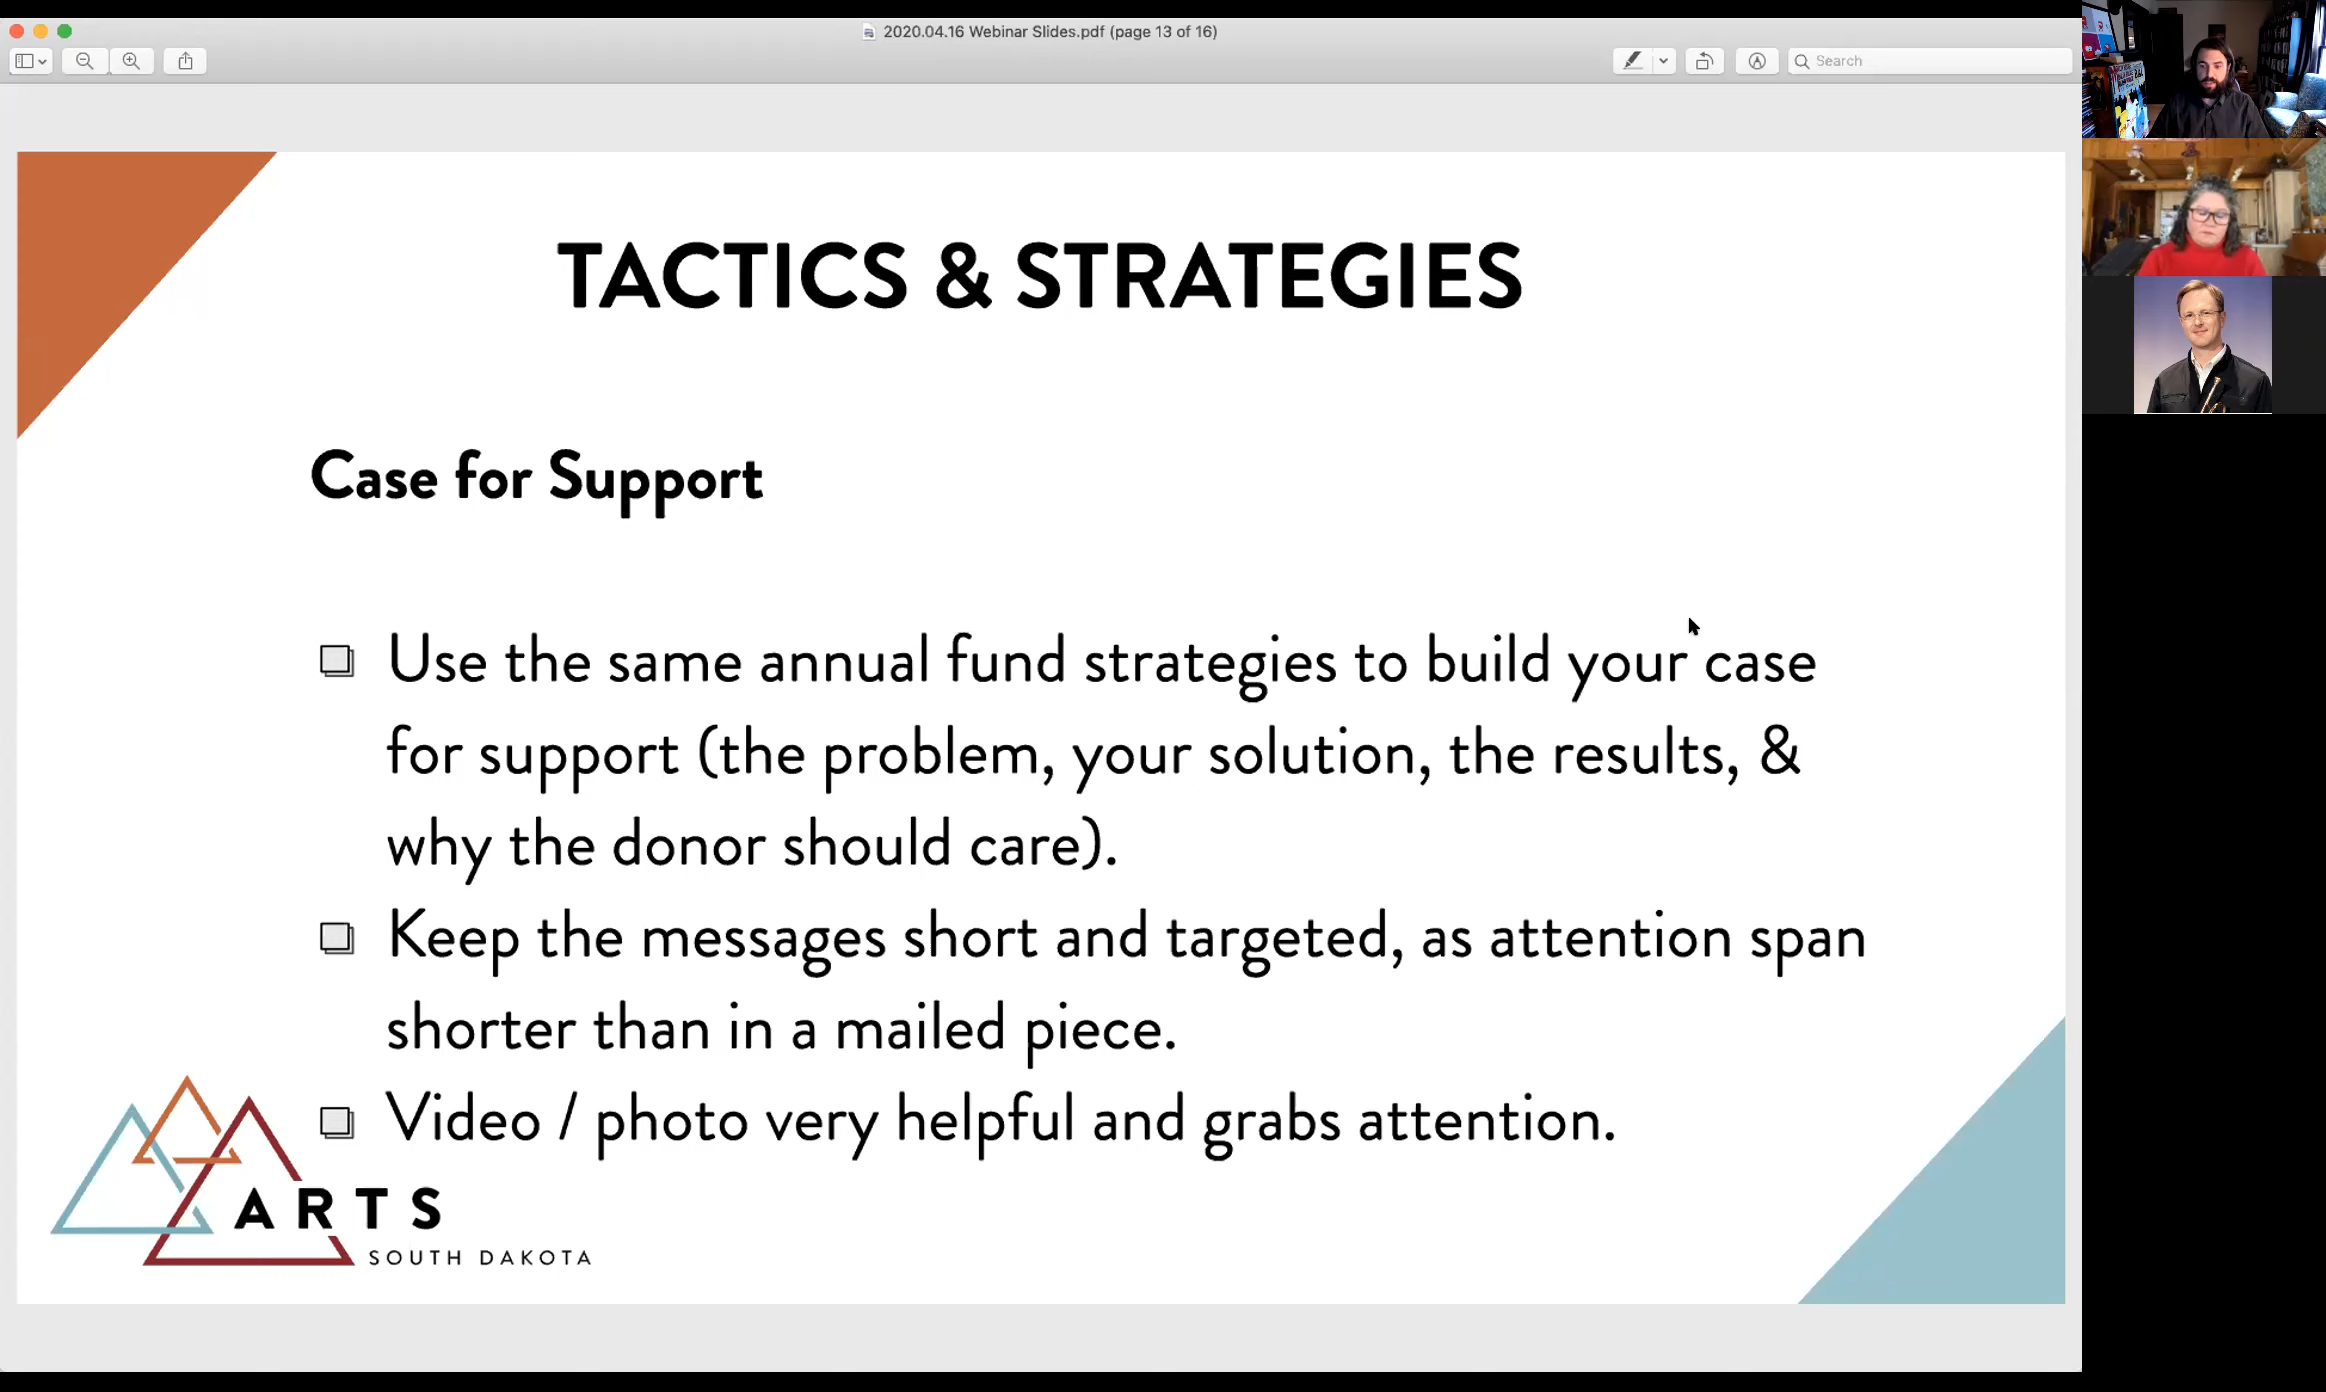 2020.04.16 Webinar Slides.pdf (page 13 of 16)
Search
TACTICS & STRATEGIES
Case for Support
Use the same annual fund strategies to build your case
for support (the problem, your solution, the results, &
why the donor should care).
Keep the messages short and targeted, as attention span
shorter than in a mailed piece.
Video / photo very helpful and grabs attention.
ARTS
SOUTH DAKOTA